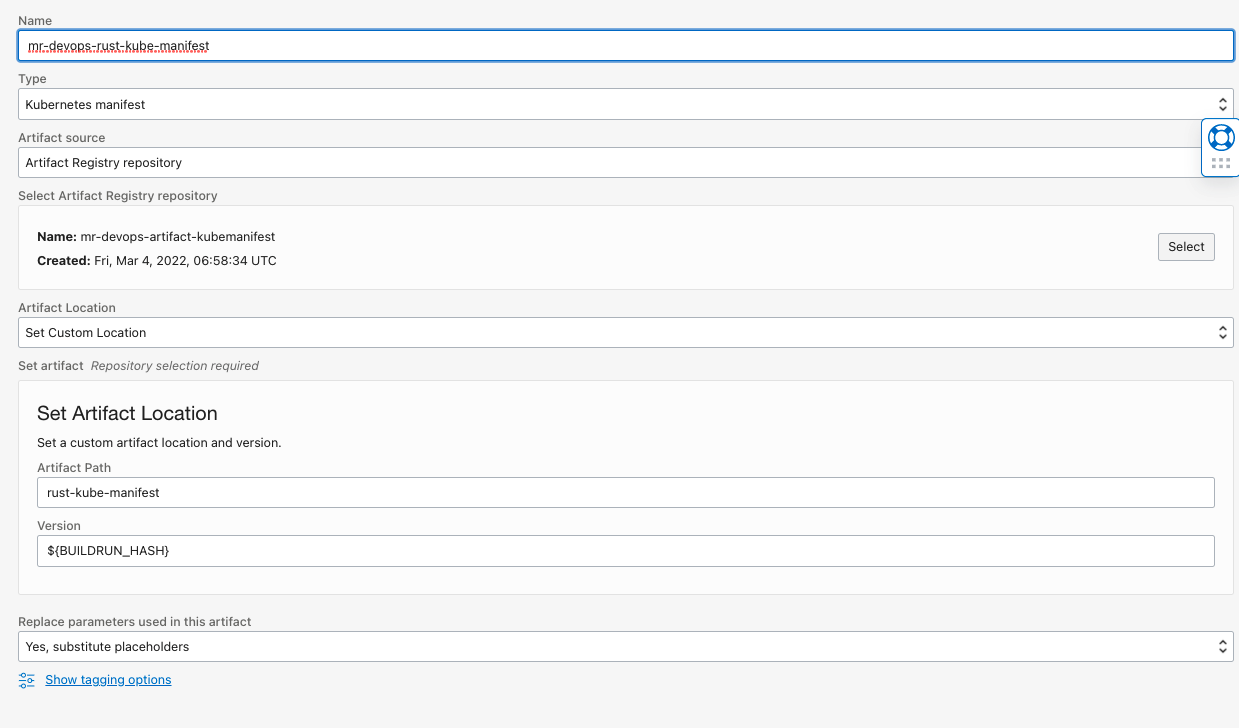 Name
mr-devops-rust-kube-manifest
Type
Kubernetes manifest
Artifact source
Artifact Registry repository
Select Artifact Registry repository
Name: mr-devops-artifact-kubemanifest
Created: Fri, Mar 4, 2022, 06:58:34 UTC
Select
Artifact Location
Set Custom Location
Set artifact Repository selection required
Set Artifact Location
Set a custom artifact location and version.
Artifact Path
rust-kube-manifest
Version
${BUILDRUN_HASH}
Replace parameters used in this artifact
Yes, substitute placeholders
Show tagging options